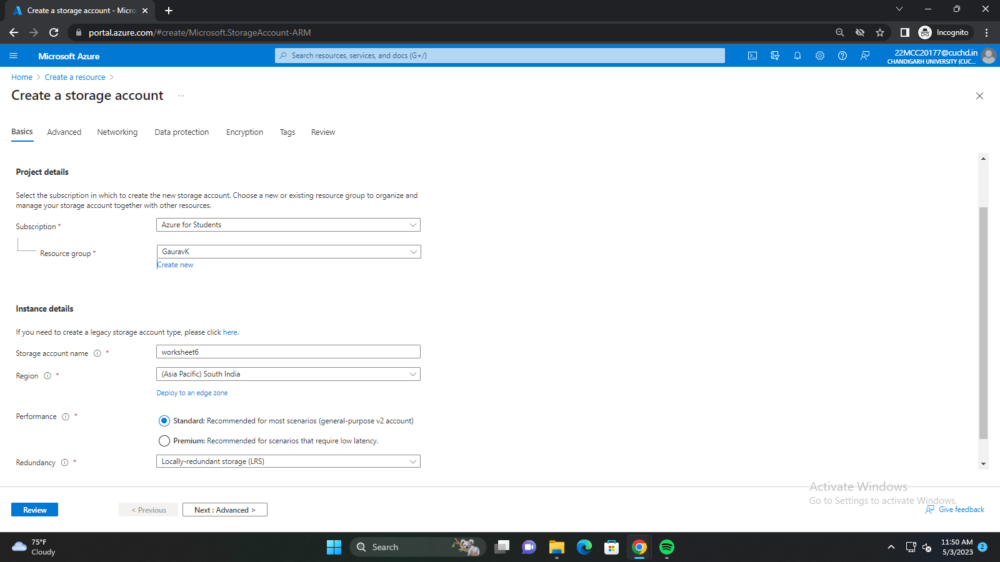 Create a storage account - Micro
portal.azure.com/#create/Microsoft.StorageAccount-ARM
Incognito
Microsoft Azure
Search resources, services, and docs (G+/)
22MCC20177@cuchd.in
CHANDIGARH UNIVERSITY (CUC...
Home > Create a resource >
Create a storage account ...
Basics Advanced Networking Data protection Encryption Tags Review
Project details
Select the subscription in which to create the new storage account. Choose a new or existing resource group to organize and
manage your storage account together with other resources.
Subscription * Azure for Students
Resource group * GauravK
Create new
Instance details
If you need to create a legacy storage account type, please click here.
Storage account name * worksheet6
Region * (Asia Pacific) South India
Deploy to an edge zone
Performance * Standard: Recommended for most scenarios (general-purpose v2 account)
Premium: Recommended for scenarios that require low latency.
Redundancy * Locally-redundant storage (LRS)
Activate Windows
Go to Settings to activate Windows.
Review < Previous Next : Advanced > Give feedback
75°F
Cloudy
Search
11:50 AM
5/3/2023
2